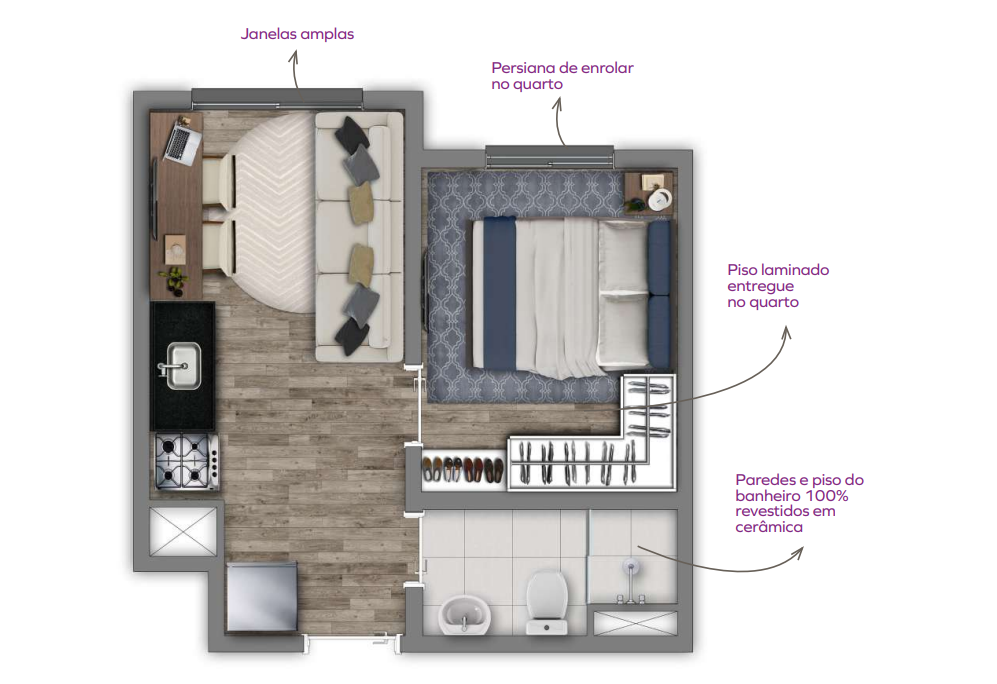 Janelas amplas
Persiana de enrolar
no quarto
Piso laminado
entregue
no quarto
Paredes e piso do
banheiro 100%
revestidos em
cerâmica